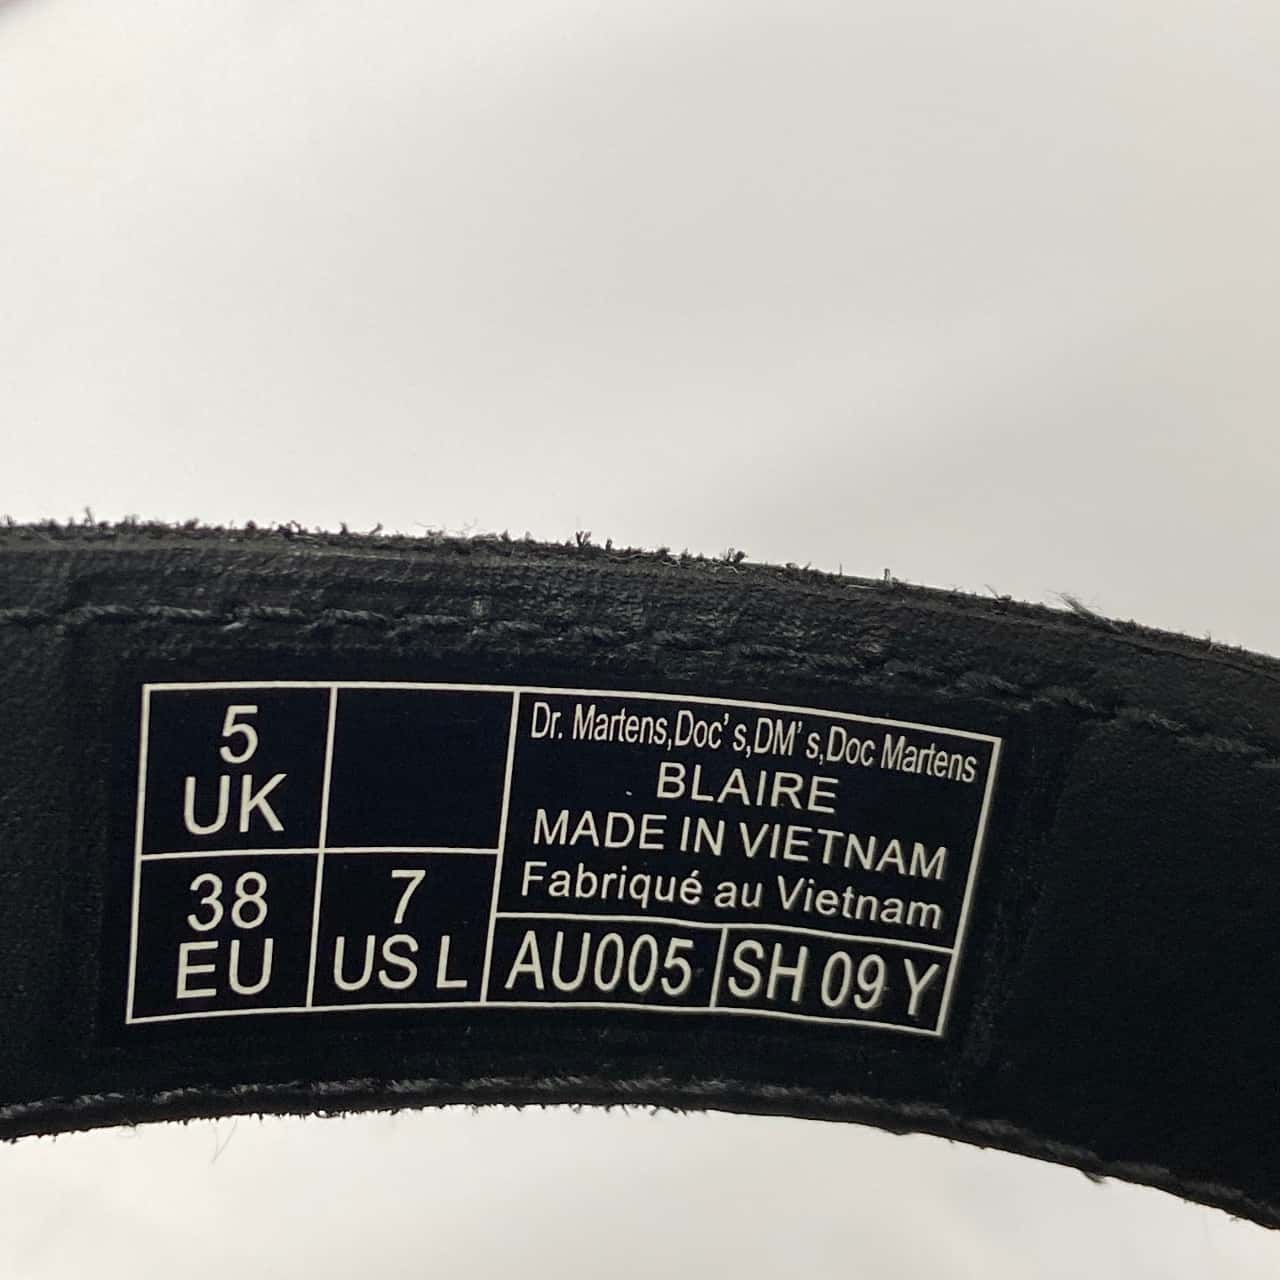 5
UK
38
EU
7
US L
Dr. Martens,Doc's,DM's,Doc Martens
BLAIRE
MADE IN VIETNAM
Fabriqué au Vietnam
AU005
SH 09 Y